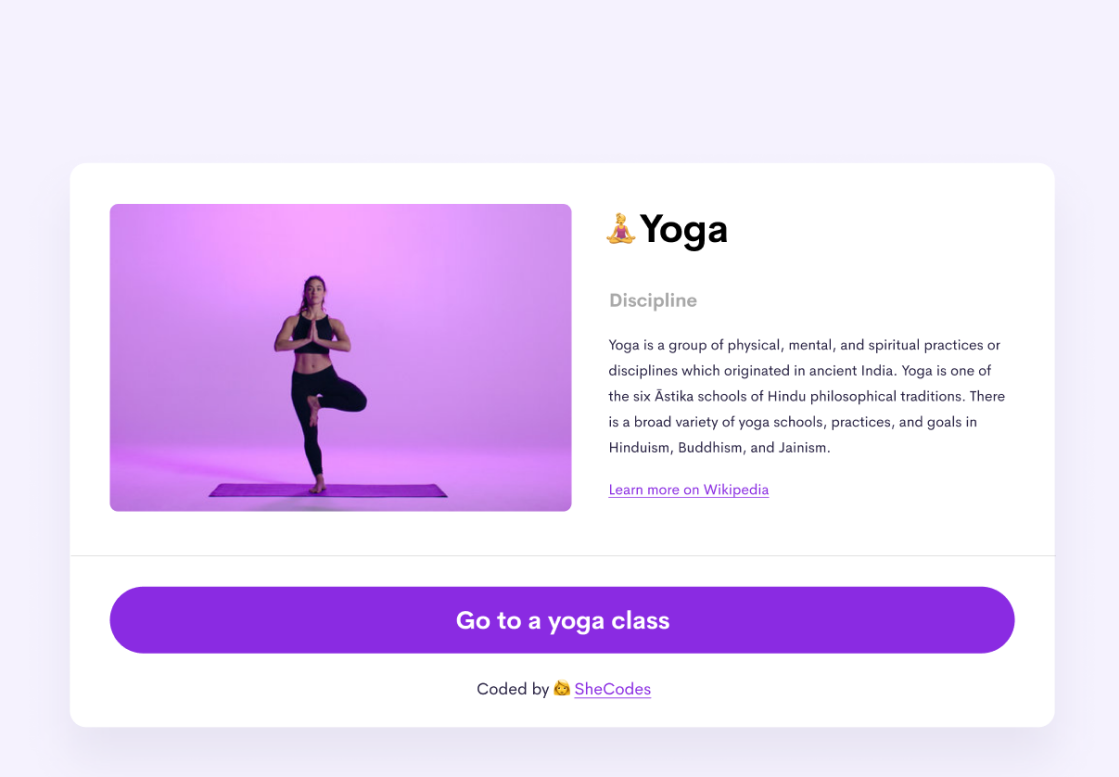 🧘‍♀️Yoga
Discipline
Yoga is a group of physical, mental, and spiritual practices or
disciplines which originated in ancient India. Yoga is one of
the six Āstika schools of Hindu philosophical traditions. There
is a broad variety of yoga schools, practices, and goals in
Hinduism, Buddhism, and Jainism.
Learn more on Wikipedia
Go to a yoga class
Coded by 🙆‍♀️ SheCodes